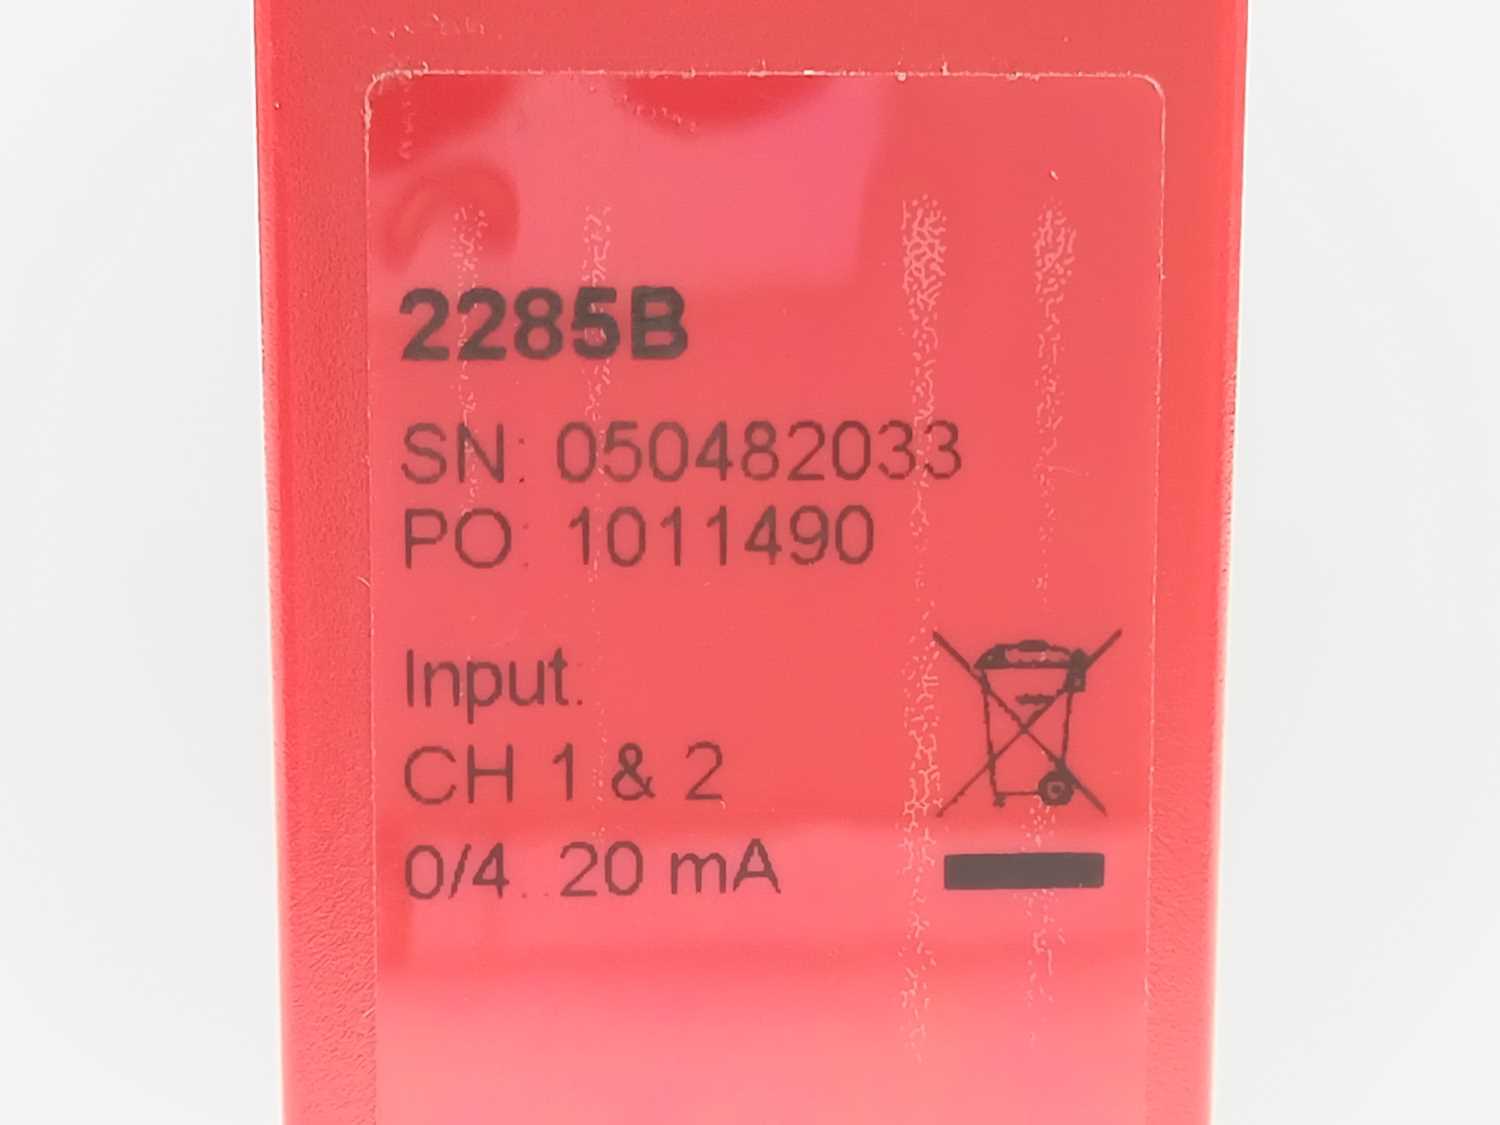 2285B
SN: 050482033
PO: 1011490
Input:
CH 1 & 2
0/4...20 mA